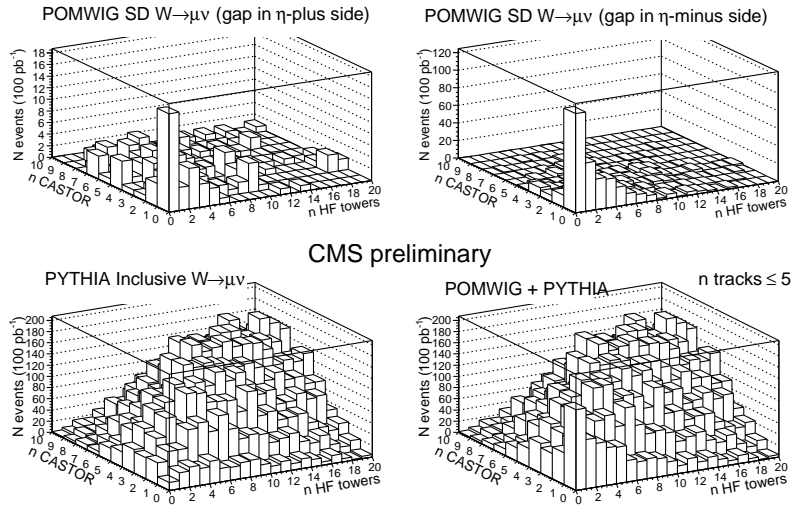 POMWIG SD W→μν (gap in η-plus side)
N events (100 pb⁻¹)
18
16
14
12
10
8
6
4
2
0
10 9 8 7 6 5 4 3 2 1 0
n CASTOR
0 2 4 6 8 10 12 14 16 18 20
n HF towers
POMWIG SD W→μν (gap in η-minus side)
N events (100 pb⁻¹)
120
100
80
60
40
20
0
10 9 8 7 6 5 4 3 2 1 0
n CASTOR
0 2 4 6 8 10 12 14 16 18 20
n HF towers
CMS preliminary
PYTHIA Inclusive W→μν
N events (100 pb⁻¹)
200
180
160
140
120
100
80
60
40
20
0
10 9 8 7 6 5 4 3 2 1 0
n CASTOR
0 2 4 6 8 10 12 14 16 18 20
n HF towers
POMWIG + PYTHIA
n tracks ≤ 5
N events (100 pb⁻¹)
200
180
160
140
120
100
80
60
40
20
0
10 9 8 7 6 5 4 3 2 1 0
n CASTOR
0 2 4 6 8 10 12 14 16 18 20
n HF towers